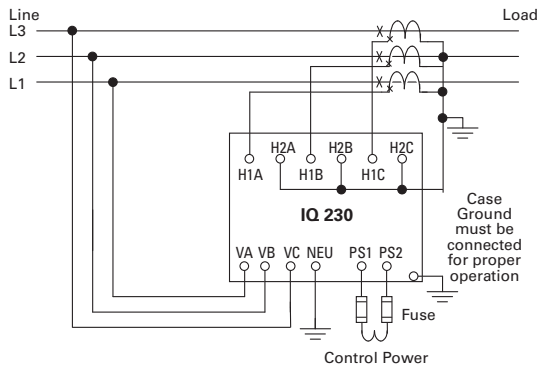 Line
Load
L3
L2
L1
H2A
H2B
H2C
H1A
H1B
H1C
IQ 230
Case
Ground
must be
connected
for proper
operation
VA
VB
VC
NEU
PS1
PS2
Fuse
Control Power